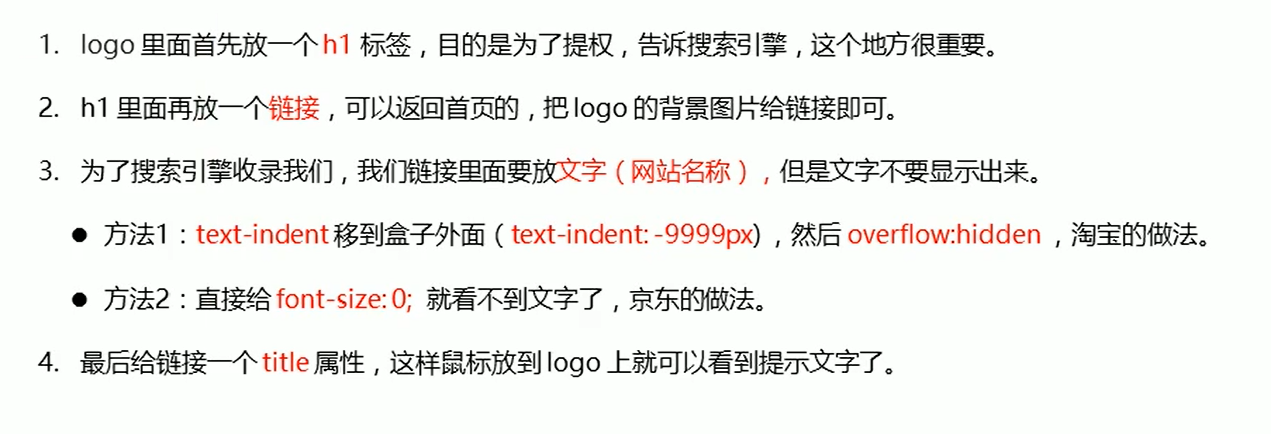 1. logo 里面首先放一个 h1 标签，目的是为了提权，告诉搜索引擎，这个地方很重要。
2. h1 里面再放一个链接，可以返回首页的，把 logo 的背景图片给链接即可。
3. 为了搜索引擎收录我们，我们链接里面要放文字（网站名称），但是文字不要显示出来。
● 方法1：text-indent 移到盒子外面（text-indent: -9999px)，然后 overflow:hidden ，淘宝的做法。
● 方法2：直接给 font-size: 0; 就看不到文字了，京东的做法。
4. 最后给链接一个 title 属性，这样鼠标放到 logo 上就可以看到提示文字了。